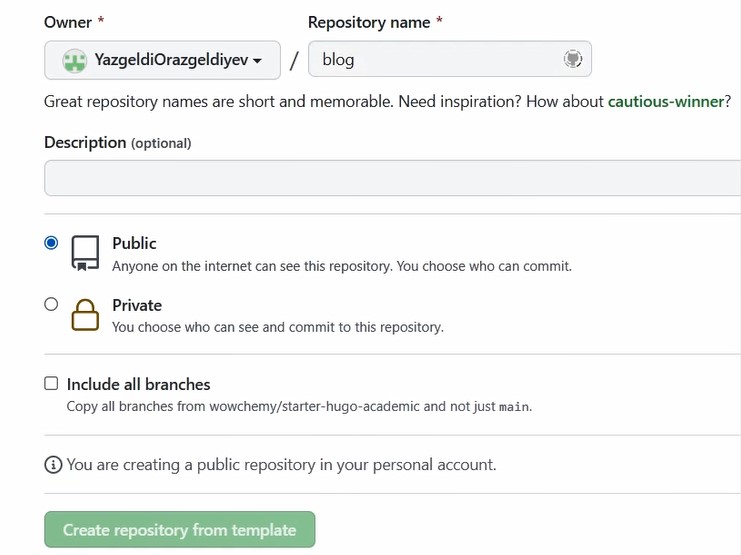 Owner * Repository name *
YazgeldiOrazgeldiyev / blog
Great repository names are short and memorable. Need inspiration? How about cautious-winner?
Description (optional)
Public
Anyone on the internet can see this repository. You choose who can commit.
Private
You choose who can see and commit to this repository.
Include all branches
Copy all branches from wowchemy/starter-hugo-academic and not just main.
You are creating a public repository in your personal account.
Create repository from template